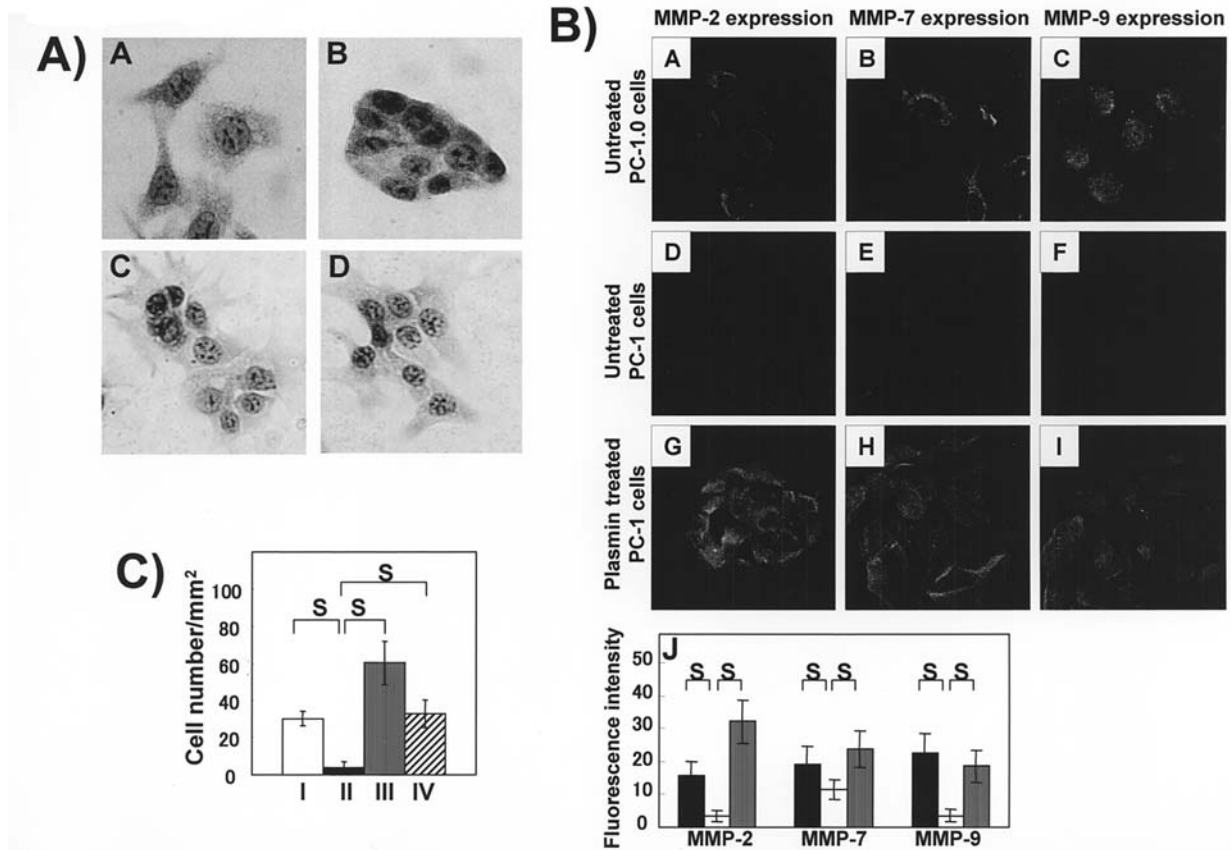 A)
A
B
C
D
C)
Cell number/mm²
100
80
60
40
20
0
S
S
S
I II III IV
B)
MMP-2 expression MMP-7 expression MMP-9 expression
Untreated
PC-1.0 cells
A
B
C
Untreated
PC-1 cells
D
E
F
Plasmin treated
PC-1 cells
G
H
I
J
Fluorescence intensity
50
40
30
20
10
0
S S S S S S
MMP-2 MMP-7 MMP-9